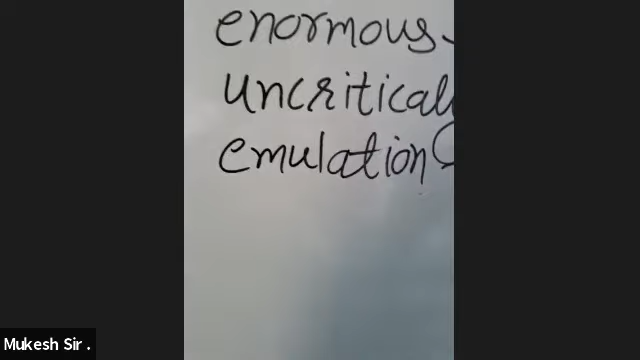 enormous-
uncritical
emulation
Mukesh Sir .